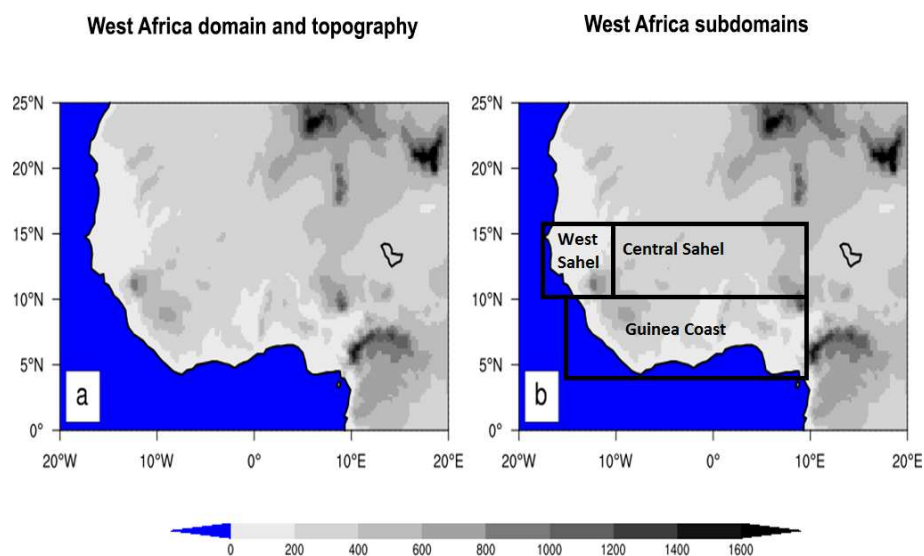 West Africa domain and topography
West Africa subdomains
25°N
20°N
15°N
10°N
5°N
0°
20°W
10°W
0°
10°E
20°E
a
25°N
20°N
15°N
10°N
5°N
0°
20°W
10°W
0°
10°E
20°E
West
Sahel
Central Sahel
Guinea Coast
b
0 200 400 600 800 1000 1200 1400 1600